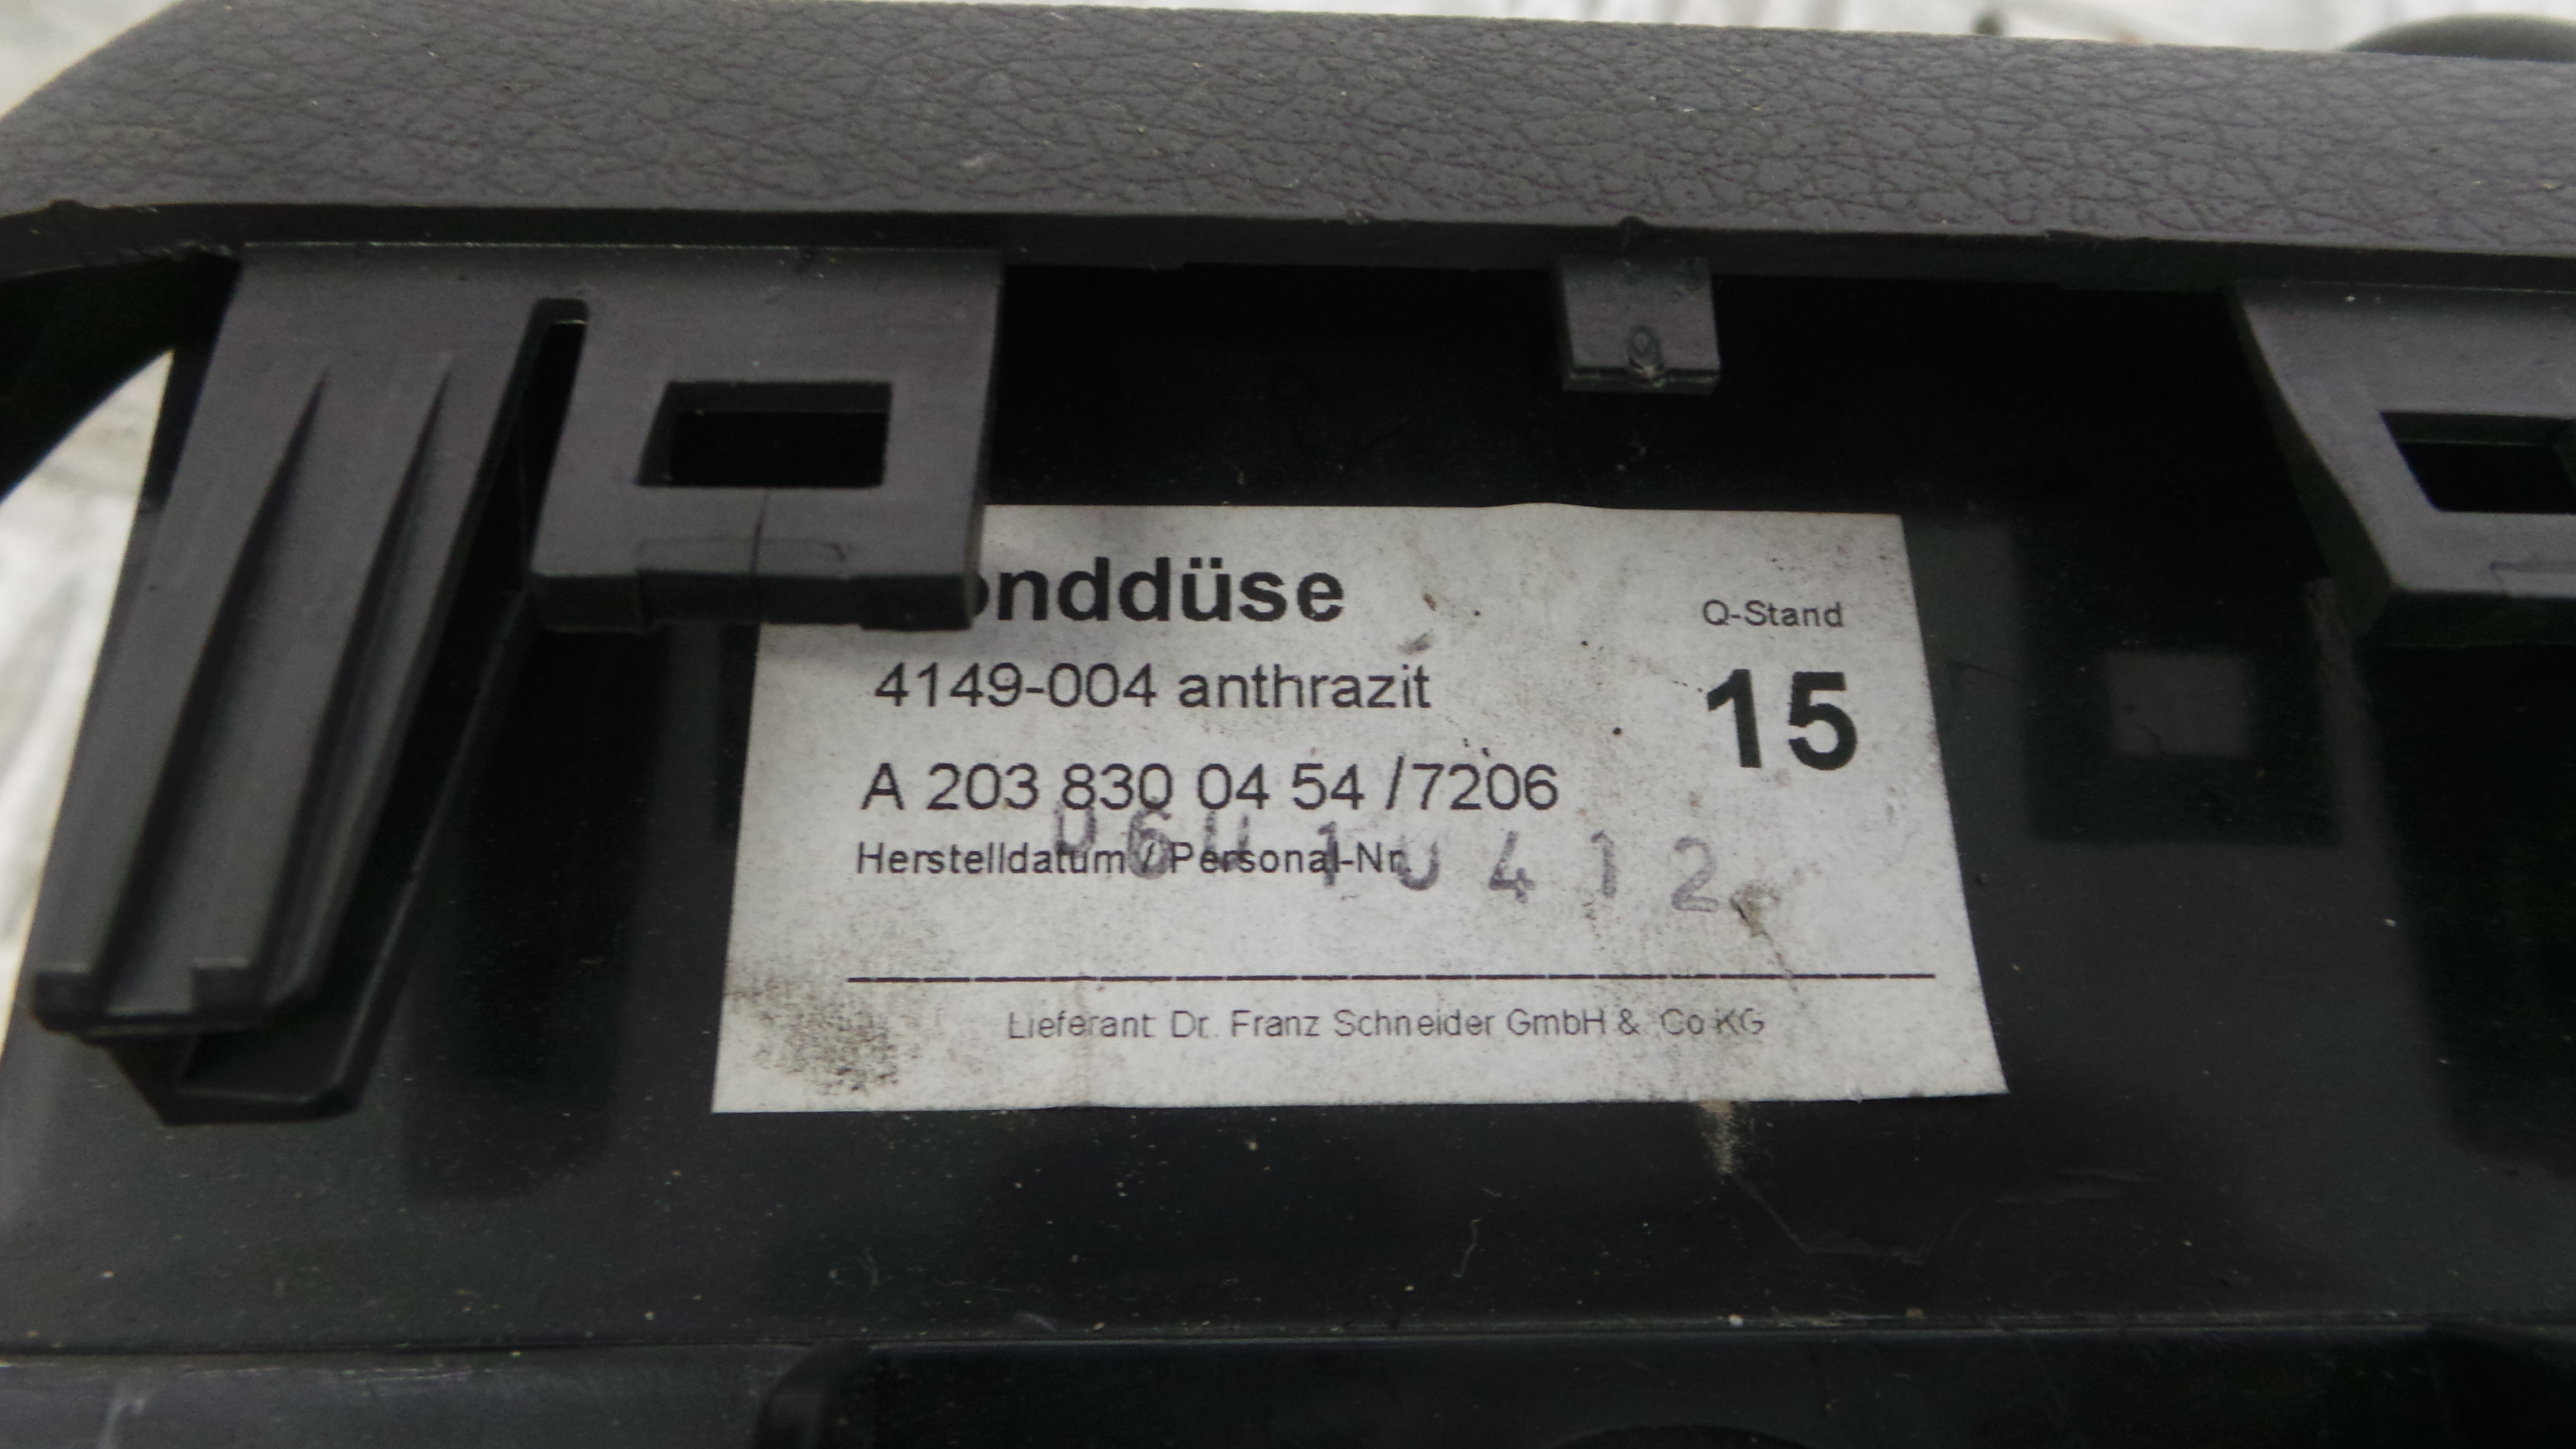 onddüse
Q-Stand
4149-004 anthrazit
15
A 203 830 04 54 /7206
Herstelldatum / Personal-Nr.
Lieferant: Dr. Franz Schneider GmbH & Co KG